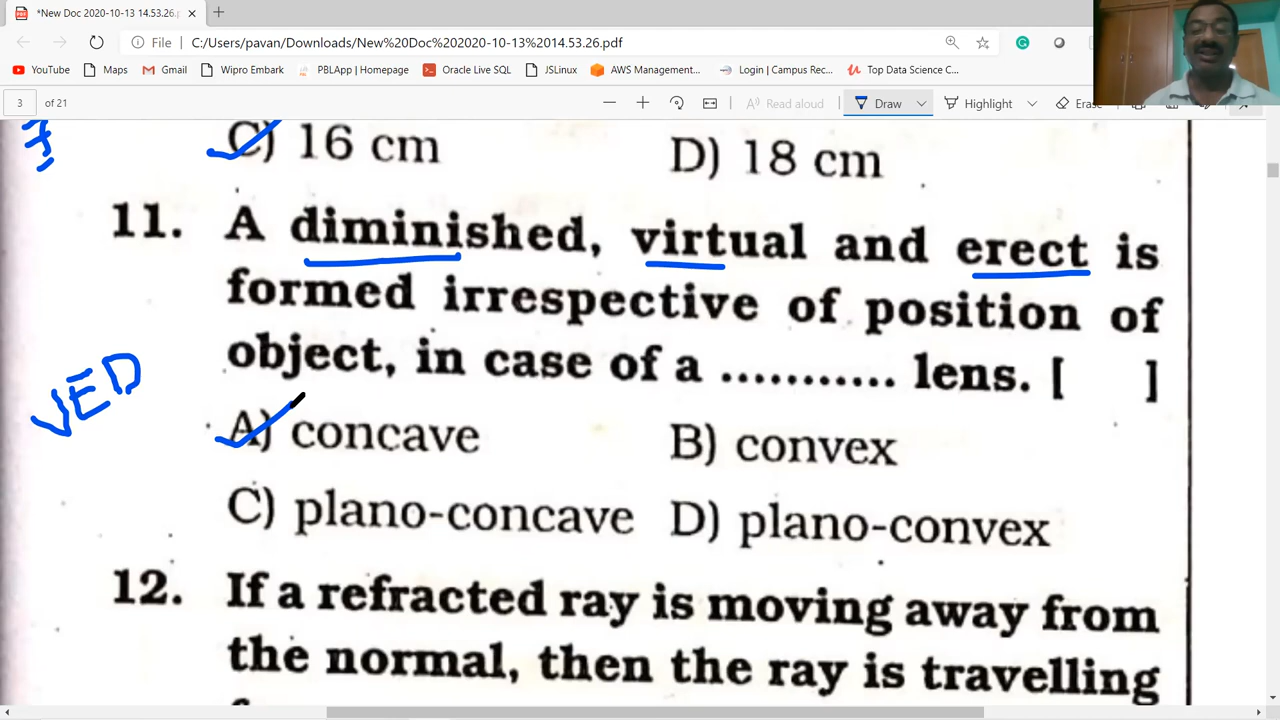 *New Doc 2020-10-13 14.53.26.p
File C:/Users/pavan/Downloads/New%20Doc%202020-10-13%2014.53.26.pdf
YouTube Maps Gmail Wipro Embark PBLApp | Homepage Oracle Live SQL JSLinux AWS Management... Login | Campus Rec... Top Data Science C...
3 of 21 Read aloud Draw Highlight Erase
C) 16 cm D) 18 cm
11. A diminished, virtual and erect is
formed irrespective of position of
object, in case of a ........... lens. [ ]
VED
A) concave B) convex
C) plano-concave D) plano-convex
12. If a refracted ray is moving away from
the normal, then the ray is travelling